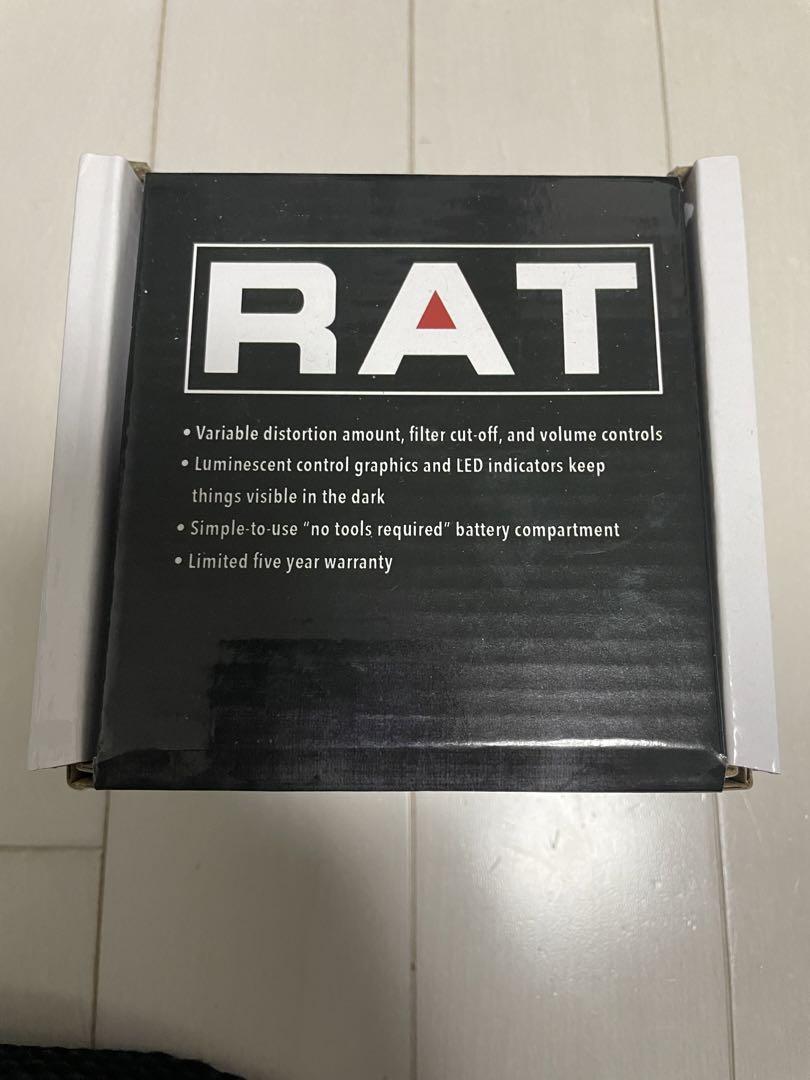 RAT
• Variable distortion amount, filter cut-off, and volume controls
• Luminescent control graphics and LED indicators keep
things visible in the dark
• Simple-to-use “no tools required” battery compartment
• Limited five year warranty